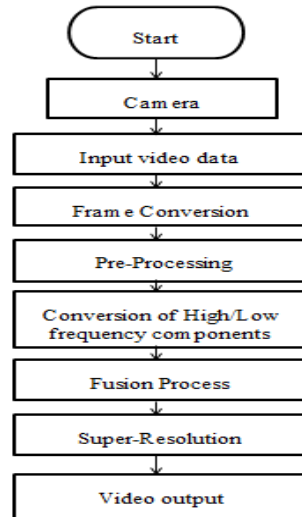 Start
Camera
Input video data
Frame Conversion
Pre-Processing
Conversion of High/Low
frequency components
Fusion Process
Super-Resolution
Video output